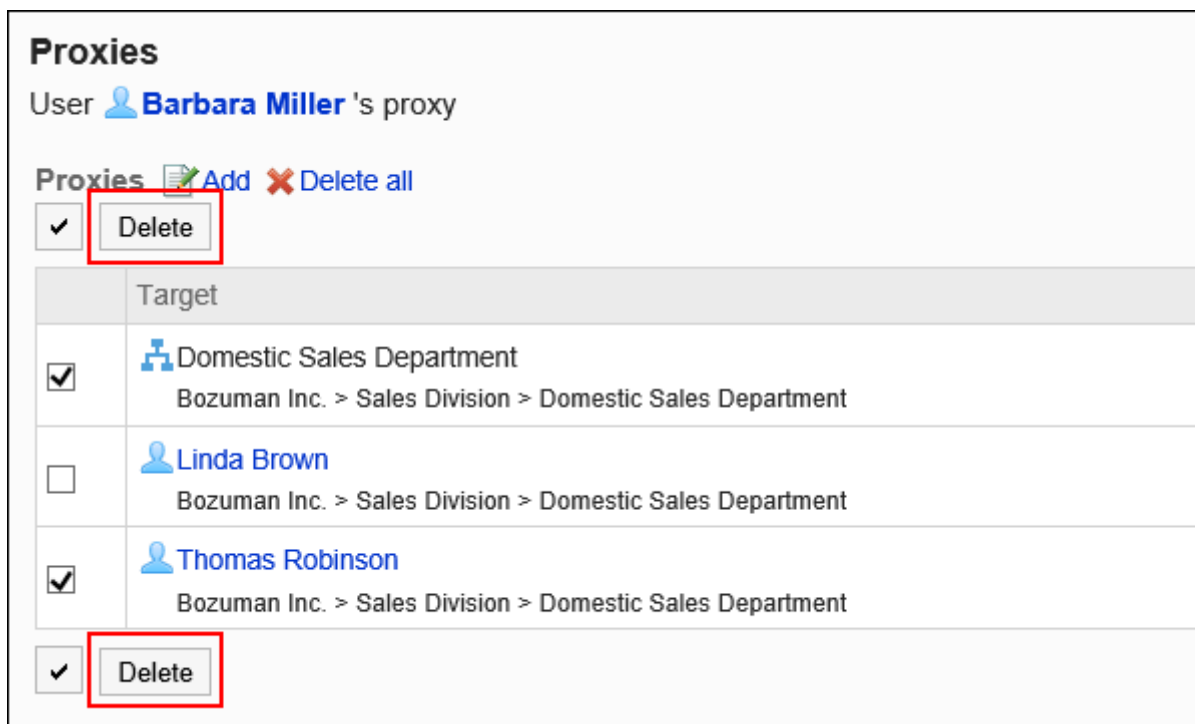 Proxies
User Barbara Miller 's proxy
Proxies Add Delete all
Delete
Target
Domestic Sales Department
Bozuman Inc. > Sales Division > Domestic Sales Department
Linda Brown
Bozuman Inc. > Sales Division > Domestic Sales Department
Thomas Robinson
Bozuman Inc. > Sales Division > Domestic Sales Department
Delete